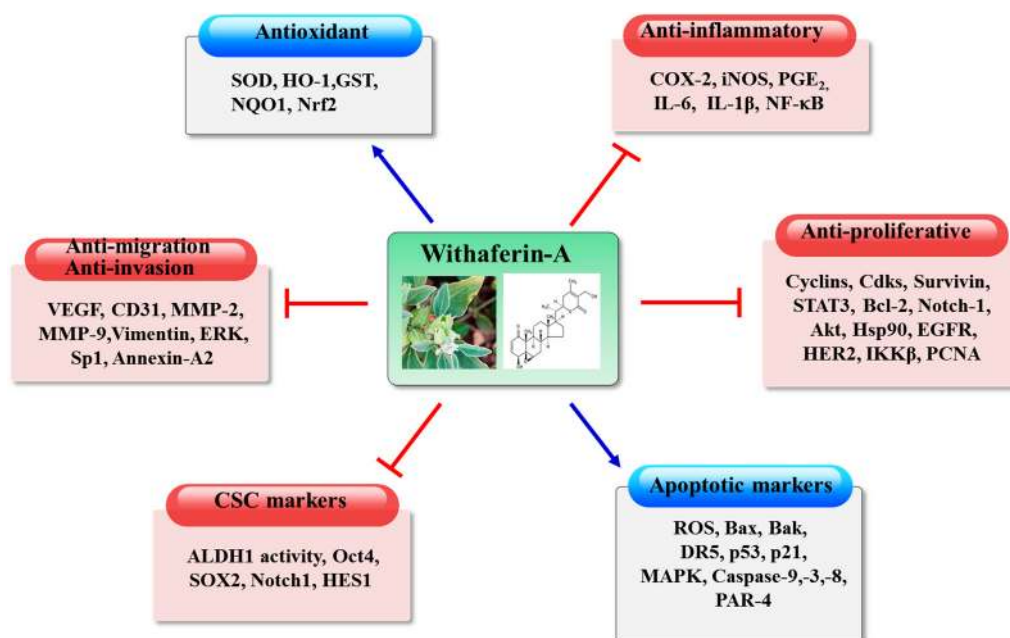 Antioxidant
SOD, HO-1,GST,
NQO1, Nrf2
Anti-inflammatory
COX-2, iNOS, PGE₂,
IL-6, IL-1β, NF-κB
Anti-migration
Anti-invasion
VEGF, CD31, MMP-2,
MMP-9,Vimentin, ERK,
Sp1, Annexin-A2
Withaferin-A
Anti-proliferative
Cyclins, Cdks, Survivin,
STAT3, Bcl-2, Notch-1,
Akt, Hsp90, EGFR,
HER2, IKKβ, PCNA
CSC markers
ALDH1 activity, Oct4,
SOX2, Notch1, HES1
Apoptotic markers
ROS, Bax, Bak,
DR5, p53, p21,
MAPK, Caspase-9,-3,-8,
PAR-4